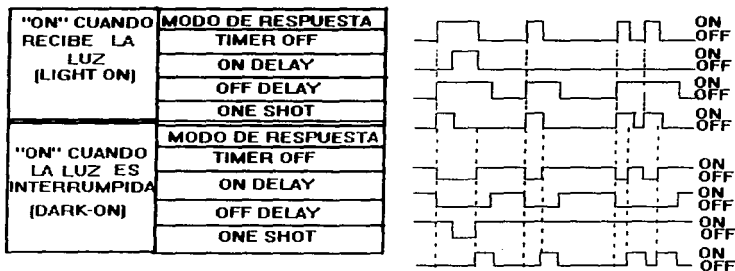 "ON" CUANDO
RECIBE LA
LUZ
(LIGHT ON)
MODO DE RESPUESTA
TIMER OFF
ON DELAY
OFF DELAY
ONE SHOT
"ON" CUANDO
LA LUZ ES
INTERRUMPIDA
(DARK-ON)
MODO DE RESPUESTA
TIMER OFF
ON DELAY
OFF DELAY
ONE SHOT
ON
OFF
ON
OFF
ON
OFF
ON
OFF
ON
OFF
ON
OFF
ON
OFF
ON
OFF